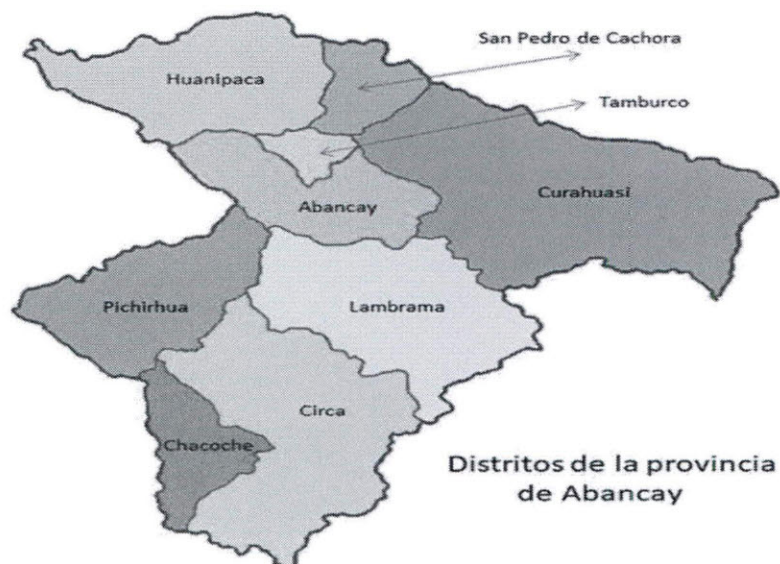 San Pedro de Cachora
Huanipaca
Tamburco
Curahuasi
Abancay
Pichirhua
Lambrama
Circa
Chacoche
Distritos de la provincia
de Abancay